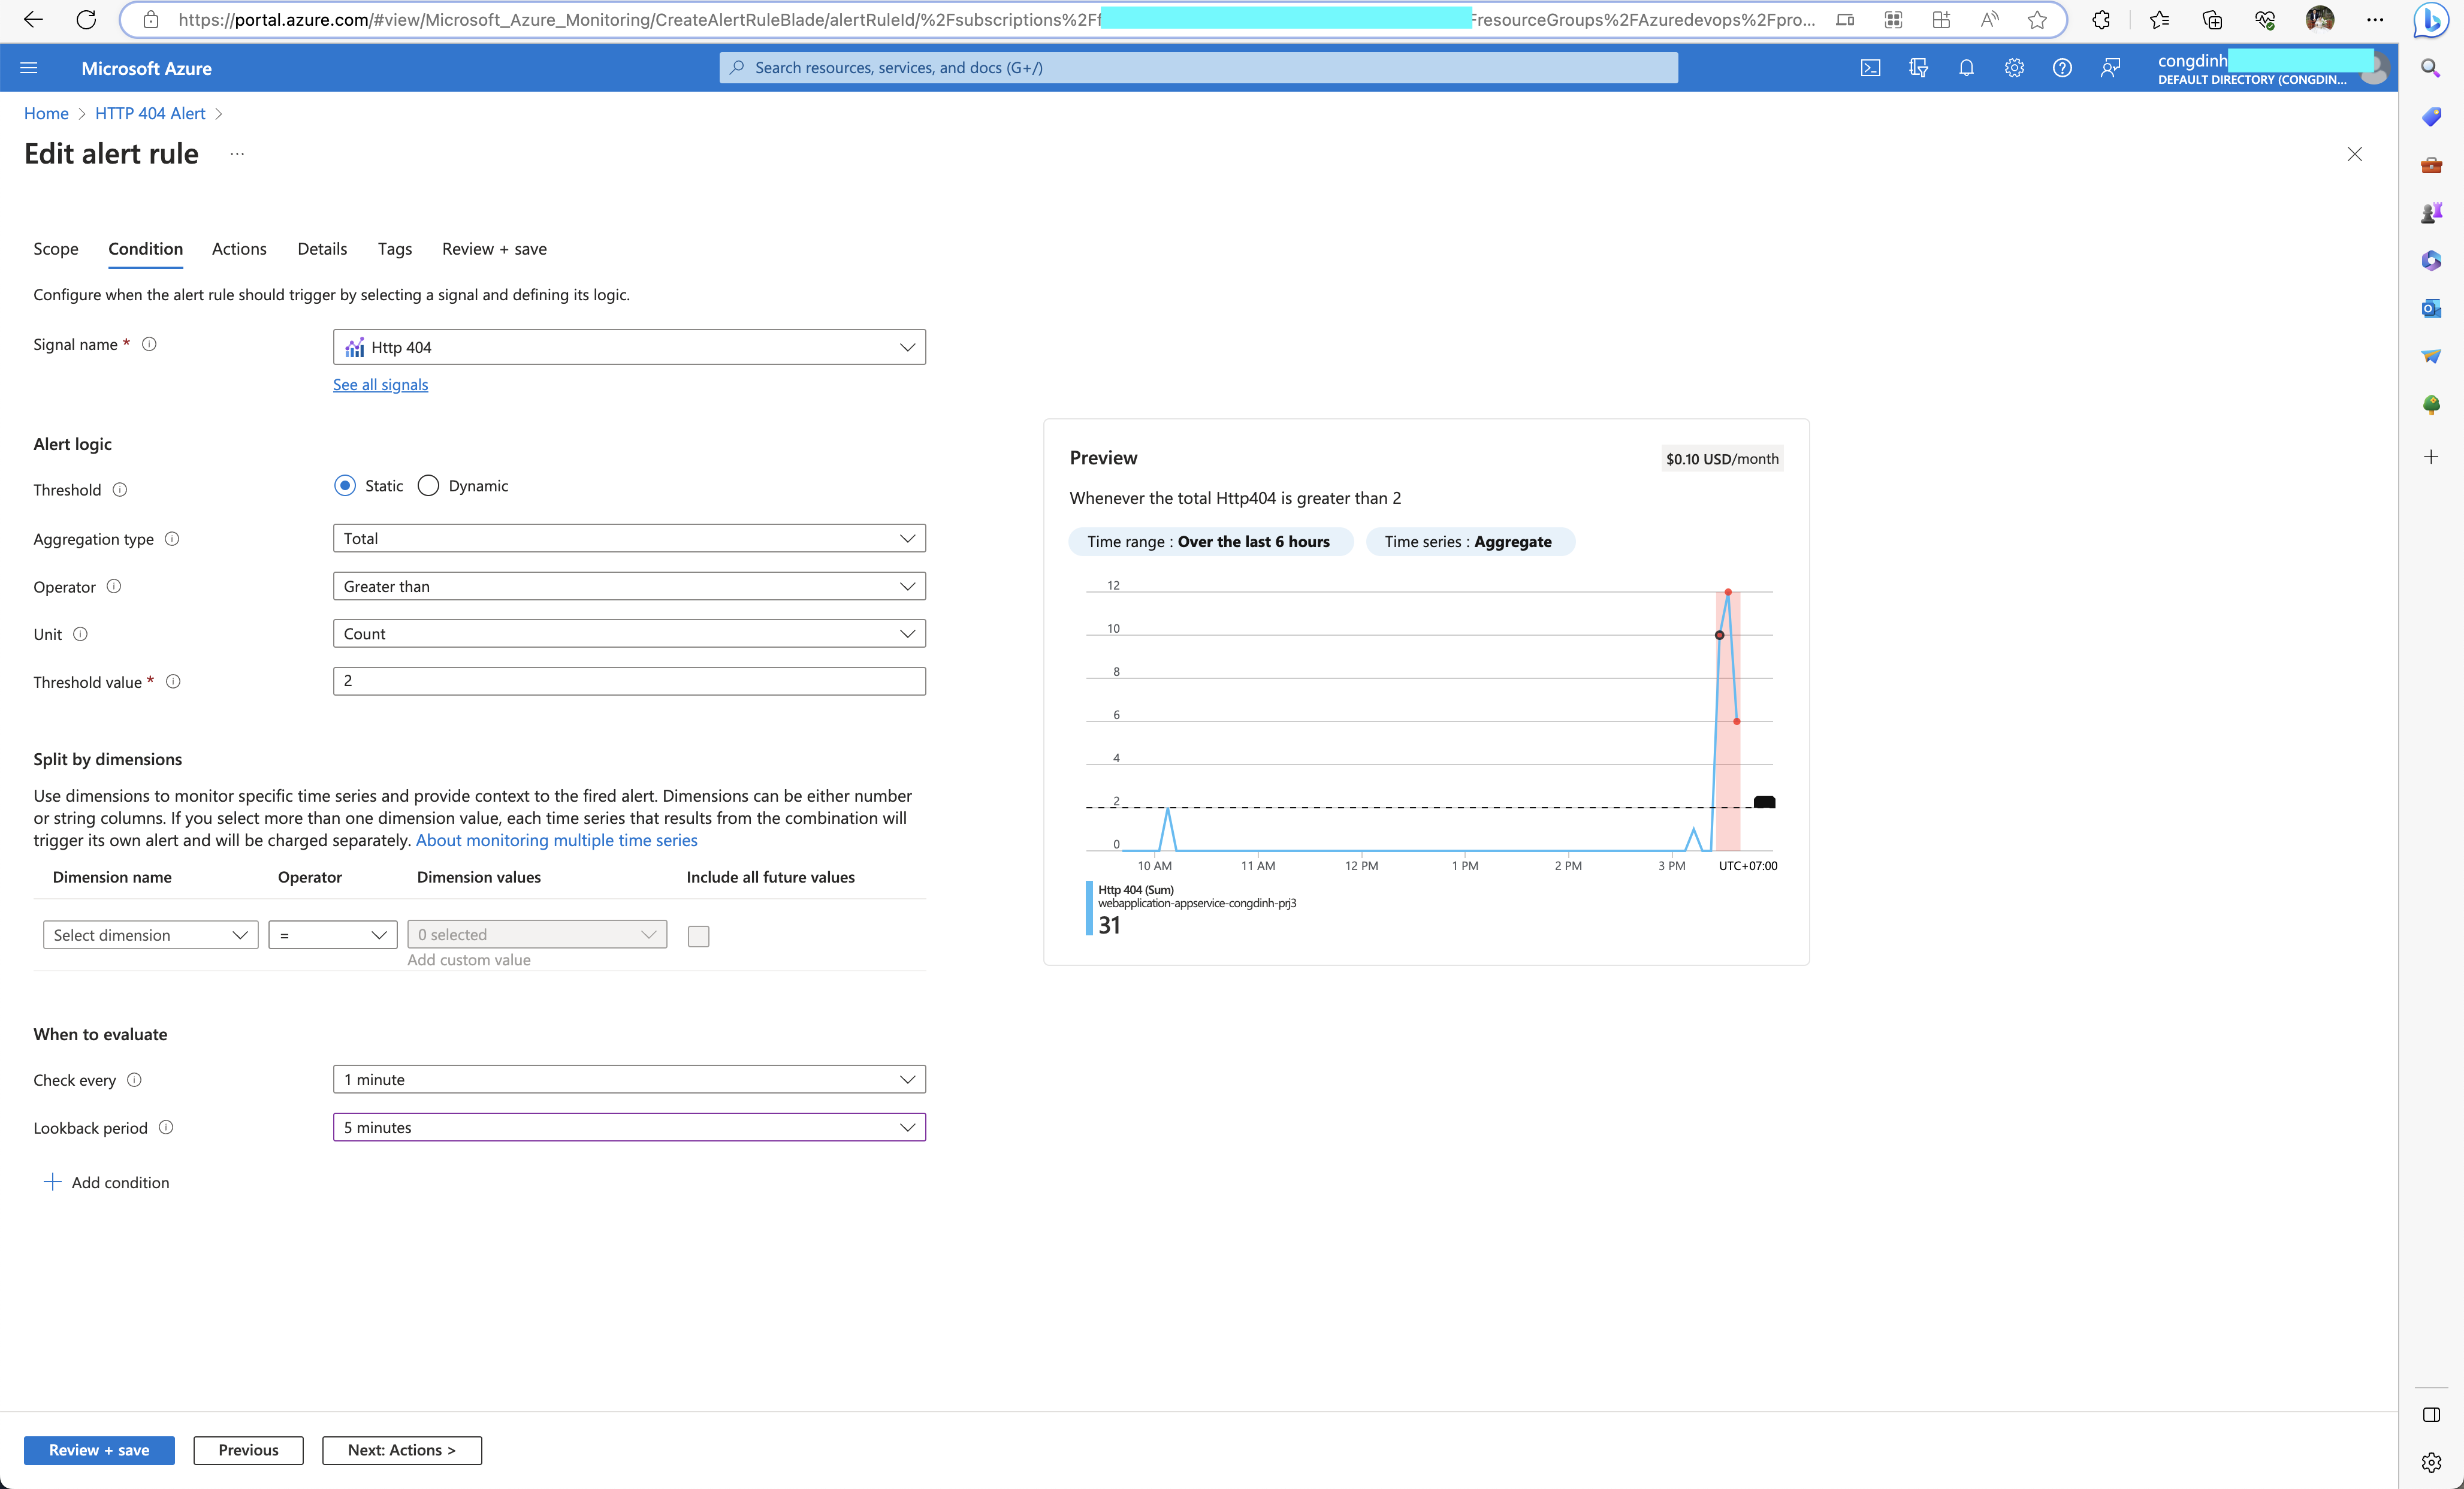 https://portal.azure.com/#view/Microsoft_Azure_Monitoring/CreateAlertRuleBlade/alertRuleId/%2Fsubscriptions%2Ff
FresourceGroups%2FAzuredevops%2Fpro...
Microsoft Azure
Search resources, services, and docs (G+/)
congdinh
DEFAULT DIRECTORY (CONGDIN...
Home > HTTP 404 Alert >
Edit alert rule ...
Scope Condition Actions Details Tags Review + save
Configure when the alert rule should trigger by selecting a signal and defining its logic.
Signal name *
Http 404
See all signals
Alert logic
Threshold
Static Dynamic
Aggregation type
Total
Operator
Greater than
Unit
Count
Threshold value *
2
Split by dimensions
Use dimensions to monitor specific time series and provide context to the fired alert. Dimensions can be either number
or string columns. If you select more than one dimension value, each time series that results from the combination will
trigger its own alert and will be charged separately. About monitoring multiple time series
Dimension name Operator Dimension values Include all future values
Select dimension = 0 selected
Add custom value
When to evaluate
Check every
1 minute
Lookback period
5 minutes
+ Add condition
Preview
$0.10 USD/month
Whenever the total Http404 is greater than 2
Time range : Over the last 6 hours
Time series : Aggregate
12
10
8
6
4
2
0
10 AM 11 AM 12 PM 1 PM 2 PM 3 PM UTC+07:00
Http 404 (Sum)
webapplication-appservice-congdinh-prj3
31
Review + save
Previous
Next: Actions >